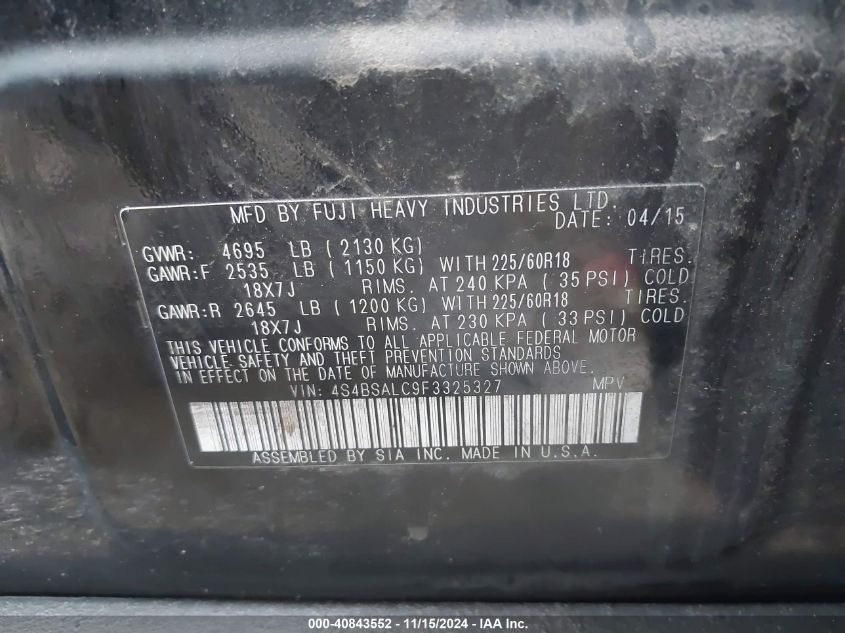 MFD BY FUJI HEAVY INDUSTRIES LTD.
DATE: 04/15
GVWR: 4695 LB ( 2130 KG)
GAWR:F 2535 LB ( 1150 KG) WITH 225/60R18 TIRES.
18X7J RIMS. AT 240 KPA ( 35 PSI) COLD
GAWR:R 2645 LB ( 1200 KG) WITH 225/60R18 TIRES.
18X7J RIMS. AT 230 KPA ( 33 PSI) COLD
THIS VEHICLE CONFORMS TO ALL APPLICABLE FEDERAL MOTOR
VEHICLE SAFETY AND THEFT PREVENTION STANDARDS
IN EFFECT ON THE DATE OF MANUFACTURE SHOWN ABOVE.
VIN: 4S4BSALC9F3325327 MPV
ASSEMBLED BY SIA INC. MADE IN U.S.A.
000-40843552 - 11/15/2024 - IAA Inc.